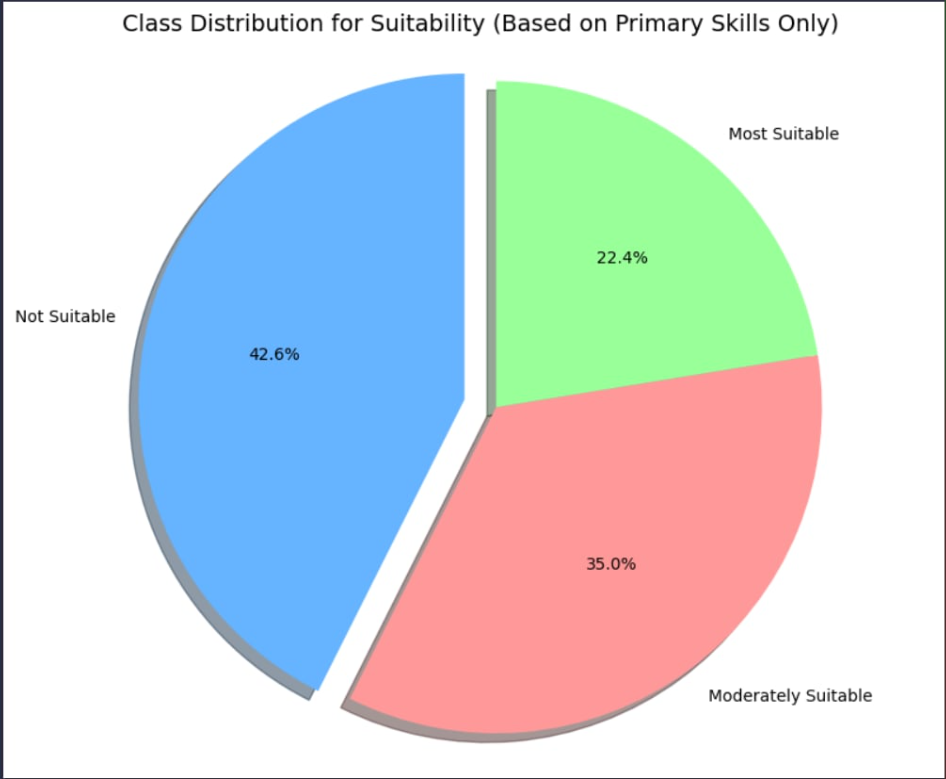 Class Distribution for Suitability (Based on Primary Skills Only)
Most Suitable
22.4%
Not Suitable
42.6%
35.0%
Moderately Suitable